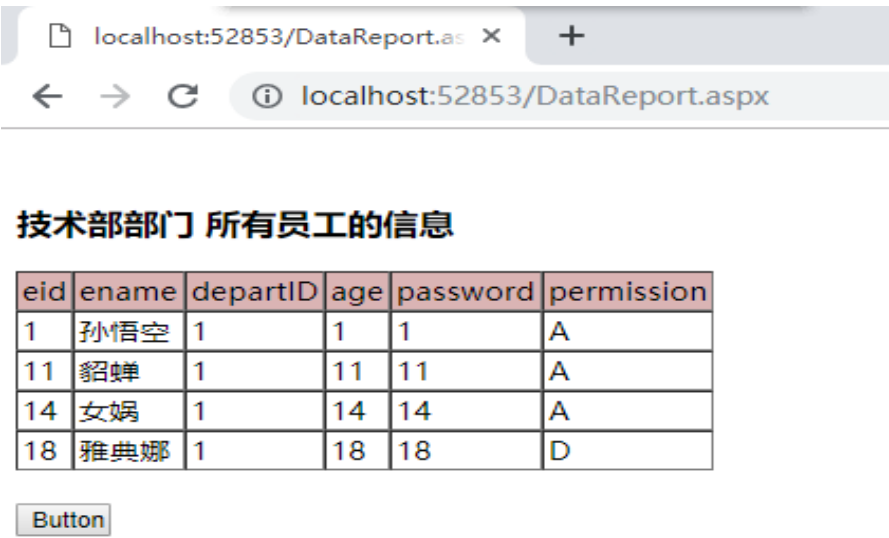 localhost:52853/DataReport.as
localhost:52853/DataReport.aspx
技术部部门 所有员工的信息
eid ename departID age password permission
1 孙悟空 1 1 1 A
11 貂蝉 1 11 11 A
14 女娲 1 14 14 A
18 雅典娜 1 18 18 D
Button